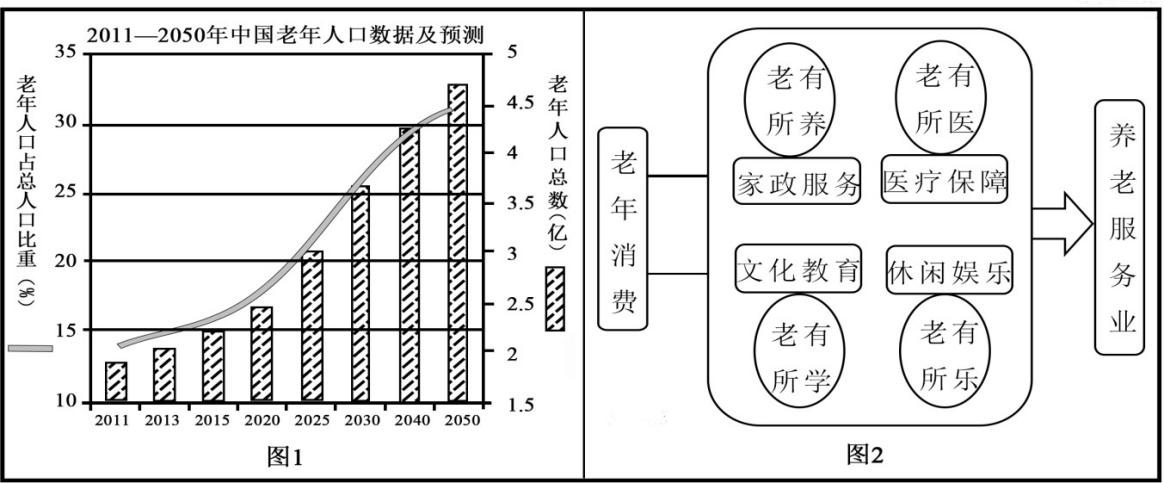 2011—2050年中国老年人口数据及预测
老年人口占总人口比重（%）
35
30
25
20
15
10
5
4.5
4
3.5
3
2.5
2
1.5
老年人口总数（亿）
2011 2013 2015 2020 2025 2030 2040 2050
图1
老年消费
老有
所养
家政服务
老有
所医
医疗保障
文化教育
老有
所学
休闲娱乐
老有
所乐
养老服务业
图2